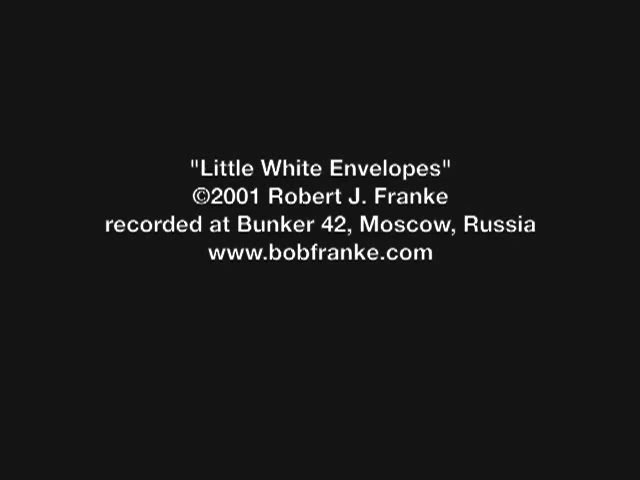 "Little White Envelopes"
©2001 Robert J. Franke
recorded at Bunker 42, Moscow, Russia
www.bobfranke.com